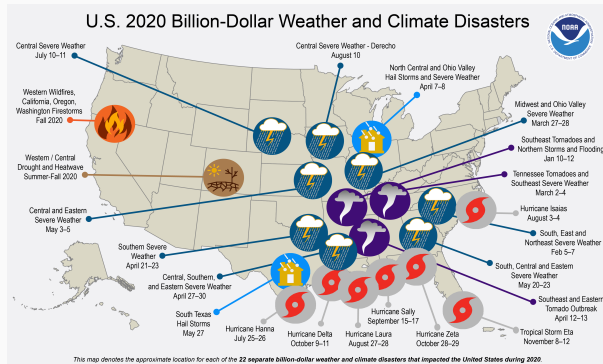 U.S. 2020 Billion-Dollar Weather and Climate Disasters
NOAA
Central Severe Weather
July 10–11
Central Severe Weather - Derecho
August 10
North Central and Ohio Valley
Hail Storms and Severe Weather
April 7–8
Western Wildfires,
California, Oregon,
Washington Firestorms
Fall 2020
Midwest and Ohio Valley
Severe Weather
March 27–28
Southeast Tornadoes and
Northern Storms and Flooding
Jan 10–12
Western / Central
Drought and Heatwave
Summer-Fall 2020
Tennessee Tornadoes and
Southeast Severe Weather
March 2–4
Hurricane Isaias
August 3–4
Central and Eastern
Severe Weather
May 3–5
South, East and
Northeast Severe Weather
Feb 5–7
Southern Severe
Weather
April 21–23
South, Central and Eastern
Severe Weather
May 20–23
Central, Southern,
and Eastern Severe Weather
April 27–30
Southeast and Eastern
Tornado Outbreak
April 12–13
South Texas
Hail Storms
May 27
Hurricane Hanna
July 25–26
Hurricane Delta
October 9–11
Hurricane Laura
August 27–28
Hurricane Sally
September 15–17
Hurricane Zeta
October 28–29
Tropical Storm Eta
November 8–12
This map denotes the approximate location for each of the 22 separate billion-dollar weather and climate disasters that impacted the United States during 2020.